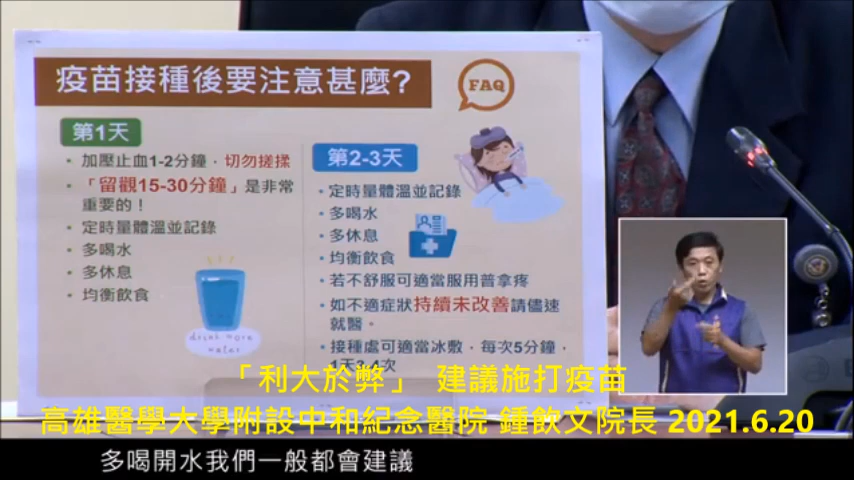 疫苗接種後要注意甚麼?
FAQ
第1天
• 加壓止血1-2分鐘，切勿搓揉
• 「留觀15-30分鐘」是非常
重要的！
• 定時量體溫並記錄
• 多喝水
• 多休息
• 均衡飲食
drink more
water
第2-3天
• 定時量體溫並記錄
• 多喝水
• 多休息
• 均衡飲食
• 若不舒服可適當服用普拿疼
• 如不適症狀持續未改善請儘速
就醫。
• 接種處可適當冰敷，每次5分鐘，
1天3-4次
「利大於弊」 建議施打疫苗
高雄醫學大學附設中和紀念醫院 鍾飲文院長 2021.6.20
多喝開水我們一般都會建議